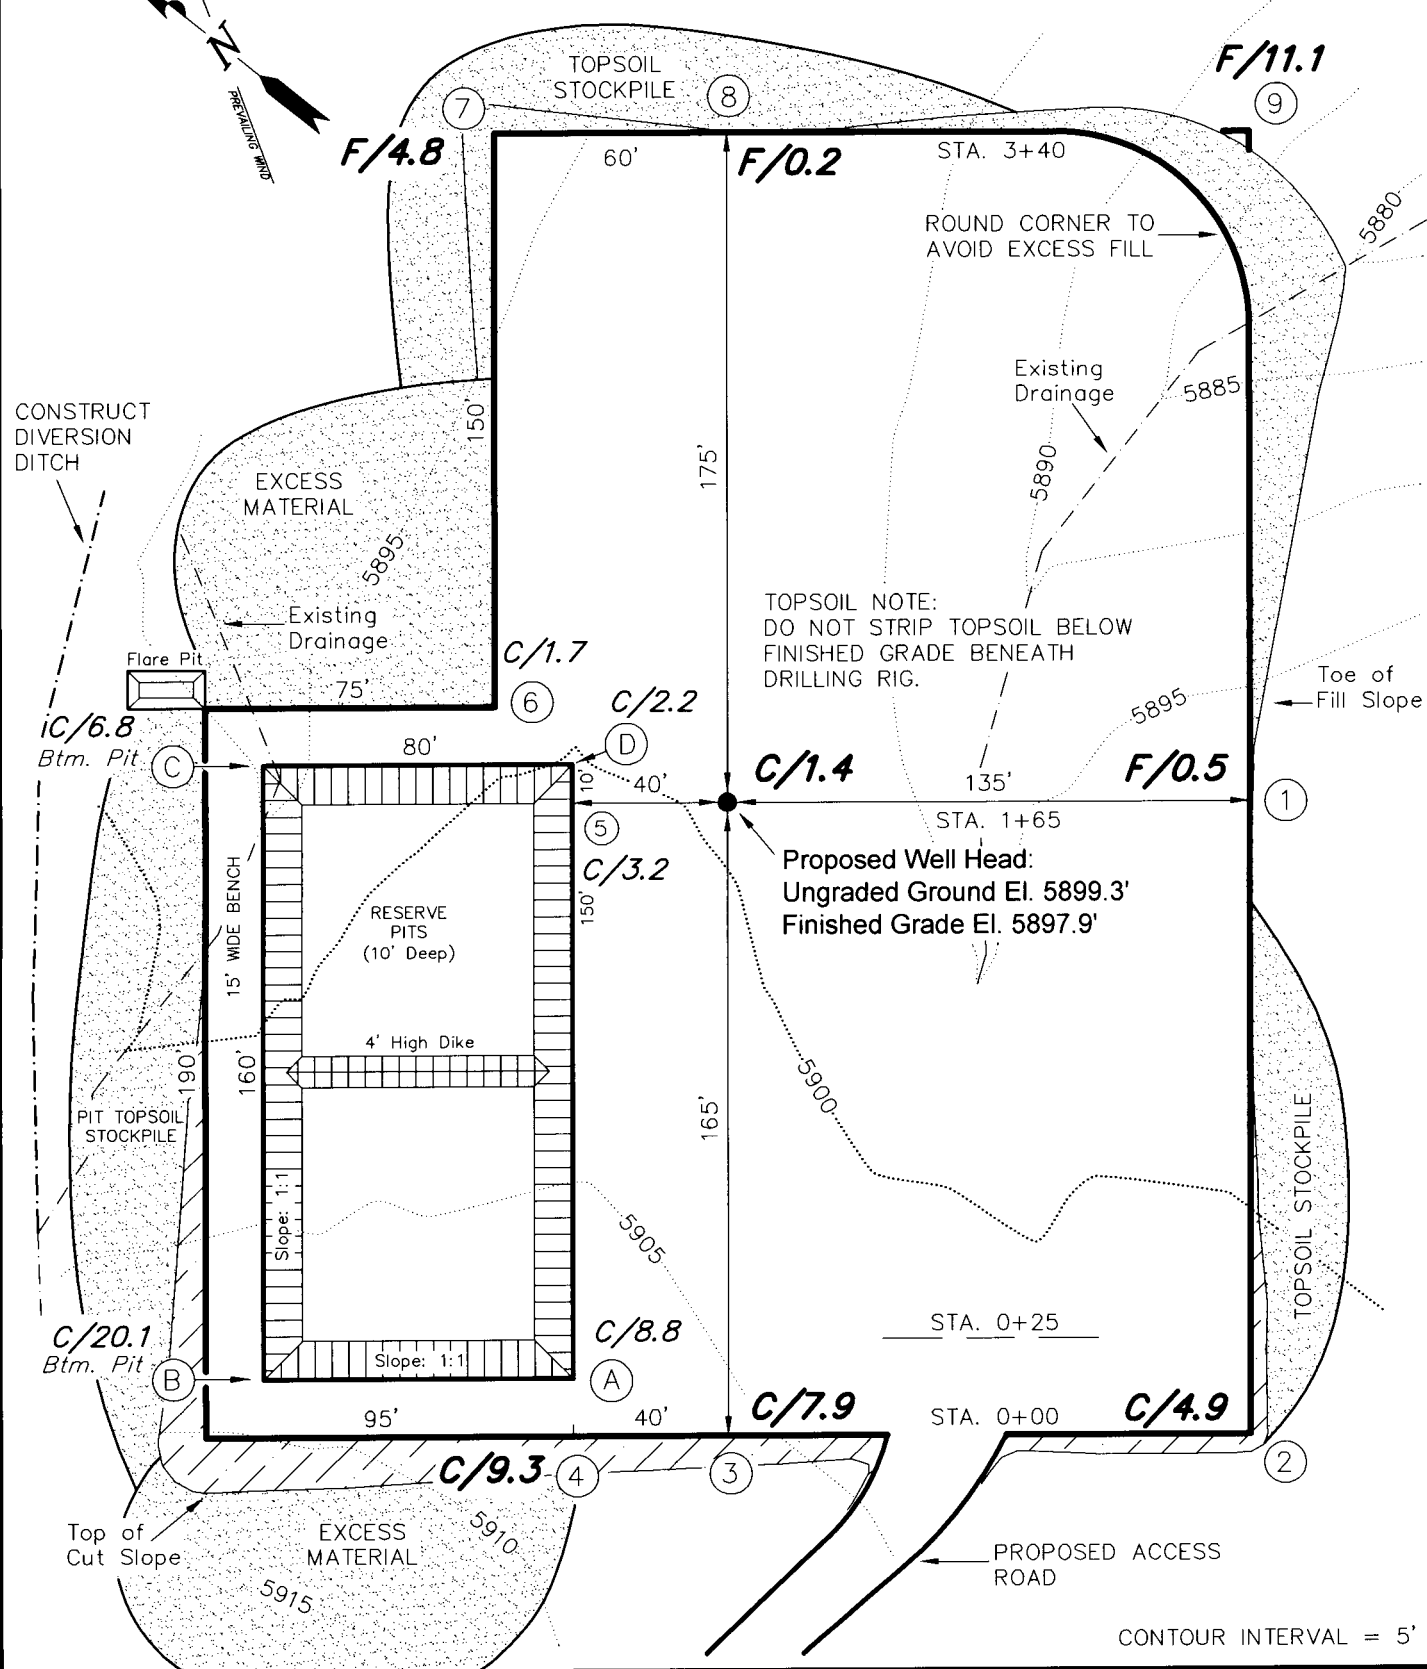 N
PREVAILING WIND
TOPSOIL
STOCKPILE
7
8
F/11.1
9
F/4.8
60'
F/0.2
STA. 3+40
ROUND CORNER TO
AVOID EXCESS FILL
5880
CONSTRUCT
DIVERSION
DITCH
150'
175'
Existing
Drainage
5885
5890
EXCESS
MATERIAL
5895
Existing
Drainage
TOPSOIL NOTE:
DO NOT STRIP TOPSOIL BELOW
FINISHED GRADE BENEATH
DRILLING RIG.
Flare Pit
75'
C/1.7
6
C/2.2
D
5895
Toe of
Fill Slope
C/6.8
Btm. Pit
C
80'
10'
40'
C/1.4
135'
F/0.5
1
5
STA. 1+65
C/3.2
Proposed Well Head:
Ungraded Ground El. 5899.3'
Finished Grade El. 5897.9'
15' WIDE BENCH
RESERVE
PITS
(10' Deep)
150'
4' High Dike
190'
160'
5900
165'
PIT TOPSOIL
STOCKPILE
TOPSOIL STOCKPILE
Slope: 1:1
5905
C/20.1
Btm. Pit
B
C/8.8
A
Slope: 1:1
STA. 0+25
95'
40'
C/7.9
STA. 0+00
C/4.9
C/9.3
4
3
2
Top of
Cut Slope
EXCESS
MATERIAL
5910
5915
PROPOSED ACCESS
ROAD
CONTOUR INTERVAL = 5'